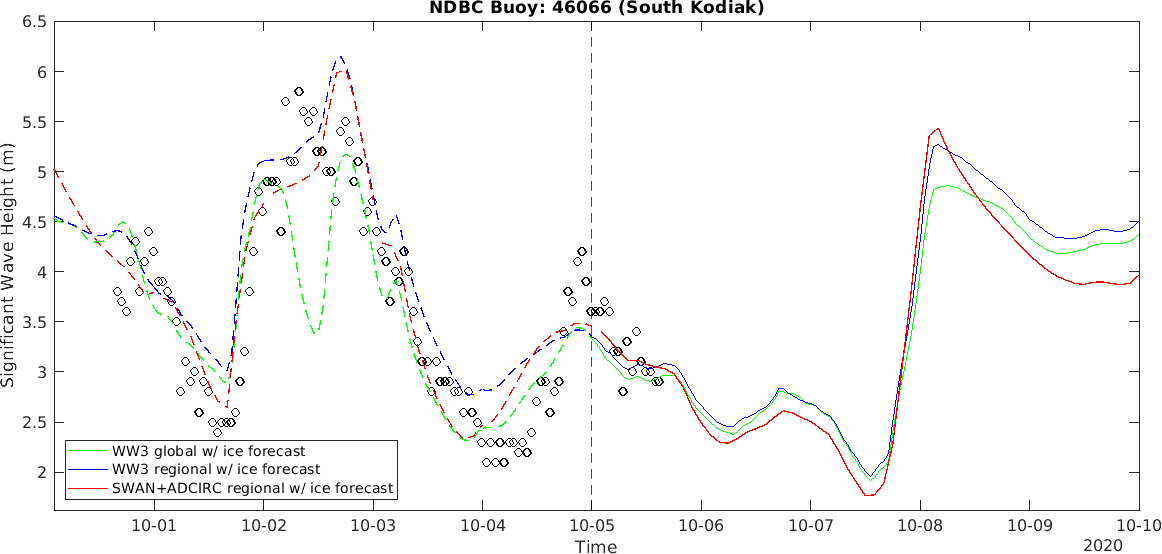 NDBC Buoy: 46066 (South Kodiak)
Significant Wave Height (m)
6.5
6
5.5
5
4.5
4
3.5
3
2.5
2
WW3 global w/ ice forecast
WW3 regional w/ ice forecast
SWAN+ADCIRC regional w/ ice forecast
10-01 10-02 10-03 10-04 10-05 10-06 10-07 10-08 10-09 10-10
Time
2020